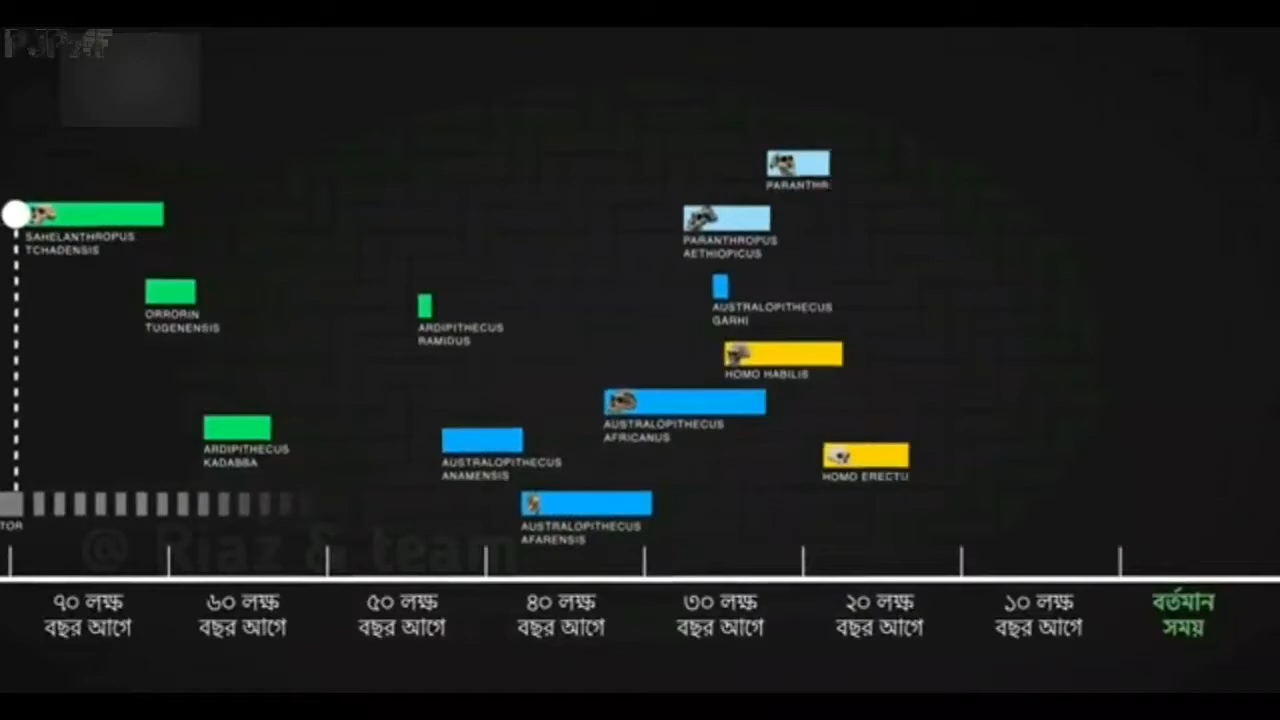 SAHELANTHROPUS
TCHADENSIS
ORRORIN
TUGENENSIS
ARDIPITHECUS
KADABBA
ARDIPITHECUS
RAMIDUS
AUSTRALOPITHECUS
ANAMENSIS
AUSTRALOPITHECUS
AFARENSIS
AUSTRALOPITHECUS
AFRICANUS
PARANTHR
PARANTHROPUS
AETHIOPICUS
AUSTRALOPITHECUS
GARHI
HOMO HABILIS
HOMO ERECTU
TOR
@ Riaz & team
৭০ লক্ষ
বছর আগে
৬০ লক্ষ
বছর আগে
৫০ লক্ষ
বছর আগে
৪০ লক্ষ
বছর আগে
৩০ লক্ষ
বছর আগে
২০ লক্ষ
বছর আগে
১০ লক্ষ
বছর আগে
বর্তমান
সময়